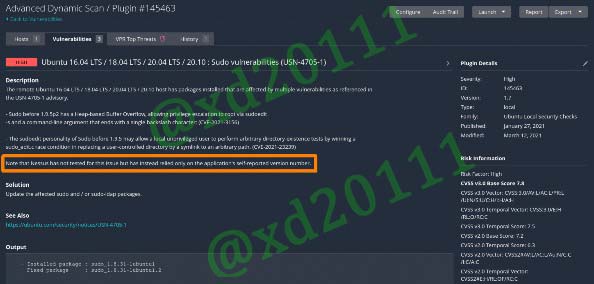 Advanced Dynamic Scan / Plugin #145463
Back to Vulnerabilities
Configure Audit Trail Launch Report Export
Hosts 1 Vulnerabilities 3 VPR Top Threats History 1
HIGH Ubuntu 16.04 LTS / 18.04 LTS / 20.04 LTS / 20.10 : Sudo vulnerabilities (USN-4705-1)
Description
The remote Ubuntu 16.04 LTS / 18.04 LTS / 20.04 LTS / 20.10 host has packages installed that are affected by multiple vulnerabilities as referenced in
the USN-4705-1 advisory.
- Sudo before 1.9.5p2 has a Heap-based Buffer Overflow, allowing privilege escalation to root via sudoedit
-s and a command-line argument that ends with a single backslash character. (CVE-2021-3156)
- The sudoedit personality of Sudo before 1.9.5 may allow a local unprivileged user to perform arbitrary directory-existence tests by winning a
sudo_edit.c race condition in replacing a user-controlled directory by a symlink to an arbitrary path. (CVE-2021-23239)
Note that Nessus has not tested for this issue but has instead relied only on the application's self-reported version number.
Solution
Update the affected sudo and / or sudo-ldap packages.
See Also
https://ubuntu.com/security/notices/USN-4705-1
Output
- Installed package : sudo_1.8.31-1ubuntu1
Fixed package : sudo_1.8.31-1ubuntu1.2
Plugin Details
Severity: High
ID: 145463
Version: 1.7
Type: local
Family: Ubuntu Local Security Checks
Published: January 27, 2021
Modified: March 12, 2021
Risk Information
Risk Factor: High
CVSS v3.0 Base Score 7.8
CVSS v3.0 Vector: CVSS:3.0/AV:L/AC:L/PR:L
/UI:N/S:U/C:H/I:H/A:H
CVSS v3.0 Temporal Vector: CVSS:3.0/E:H
/RL:O/RC:C
CVSS v3.0 Temporal Score: 7.5
CVSS v2.0 Base Score: 7.2
CVSS v2.0 Temporal Score: 6.3
CVSS v2.0 Vector:
CVSS v2.0 Temporal Vector:
CVSS2#E:H/RL:OF/RC:C
@xd20111
@xd20111